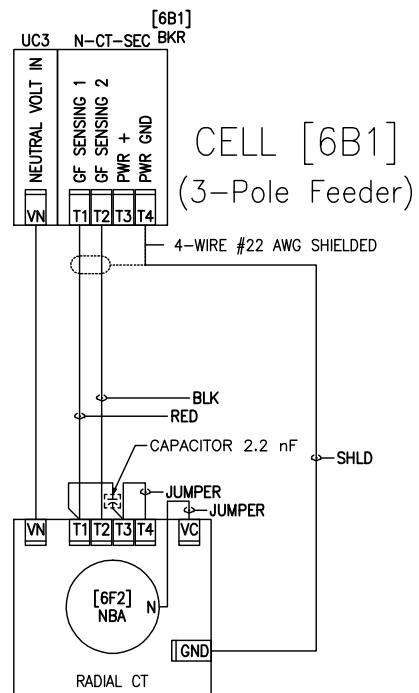 [6B1]
UC3 N-CT-SEC BKR
NEUTRAL VOLT IN
GF SENSING 1
GF SENSING 2
PWR +
PWR GND
VN T1 T2 T3 T4
CELL [6B1]
(3-Pole Feeder)
4-WIRE #22 AWG SHIELDED
BLK
RED
CAPACITOR 2.2 nF
SHLD
JUMPER
JUMPER
VN T1 T2 T3 T4 VC
[6F2]
NBA
N
GND
RADIAL CT